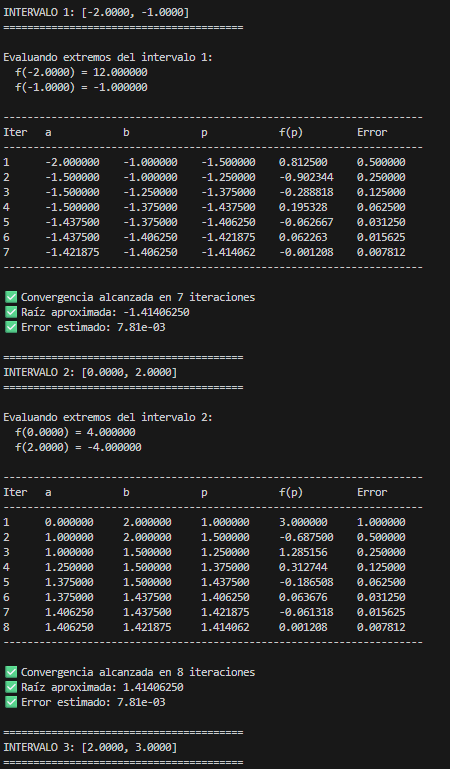 INTERVALO 1: [-2.0000, -1.0000]
========================================
Evaluando extremos del intervalo 1:
f(-2.0000) = 12.000000
f(-1.0000) = -1.000000
----------------------------------------------------------------------
Iter a b p f(p) Error
----------------------------------------------------------------------
1 -2.000000 -1.000000 -1.500000 0.812500 0.500000
2 -1.500000 -1.000000 -1.250000 -0.902344 0.250000
3 -1.500000 -1.250000 -1.375000 -0.288818 0.125000
4 -1.500000 -1.375000 -1.437500 0.195328 0.062500
5 -1.437500 -1.375000 -1.406250 -0.062667 0.031250
6 -1.437500 -1.406250 -1.421875 0.062263 0.015625
7 -1.421875 -1.406250 -1.414062 -0.001208 0.007812
----------------------------------------------------------------------
✅ Convergencia alcanzada en 7 iteraciones
✅ Raíz aproximada: -1.41406250
✅ Error estimado: 7.81e-03
========================================
INTERVALO 2: [0.0000, 2.0000]
========================================
Evaluando extremos del intervalo 2:
f(0.0000) = 4.000000
f(2.0000) = -4.000000
----------------------------------------------------------------------
Iter a b p f(p) Error
----------------------------------------------------------------------
1 0.000000 2.000000 1.000000 3.000000 1.000000
2 1.000000 2.000000 1.500000 -0.687500 0.500000
3 1.000000 1.500000 1.250000 1.285156 0.250000
4 1.250000 1.500000 1.375000 0.312744 0.125000
5 1.375000 1.500000 1.437500 -0.186508 0.062500
6 1.375000 1.437500 1.406250 0.063676 0.031250
7 1.406250 1.437500 1.421875 -0.061318 0.015625
8 1.406250 1.421875 1.414062 0.001208 0.007812
----------------------------------------------------------------------
✅ Convergencia alcanzada en 8 iteraciones
✅ Raíz aproximada: 1.41406250
✅ Error estimado: 7.81e-03
========================================
INTERVALO 3: [2.0000, 3.0000]
========================================